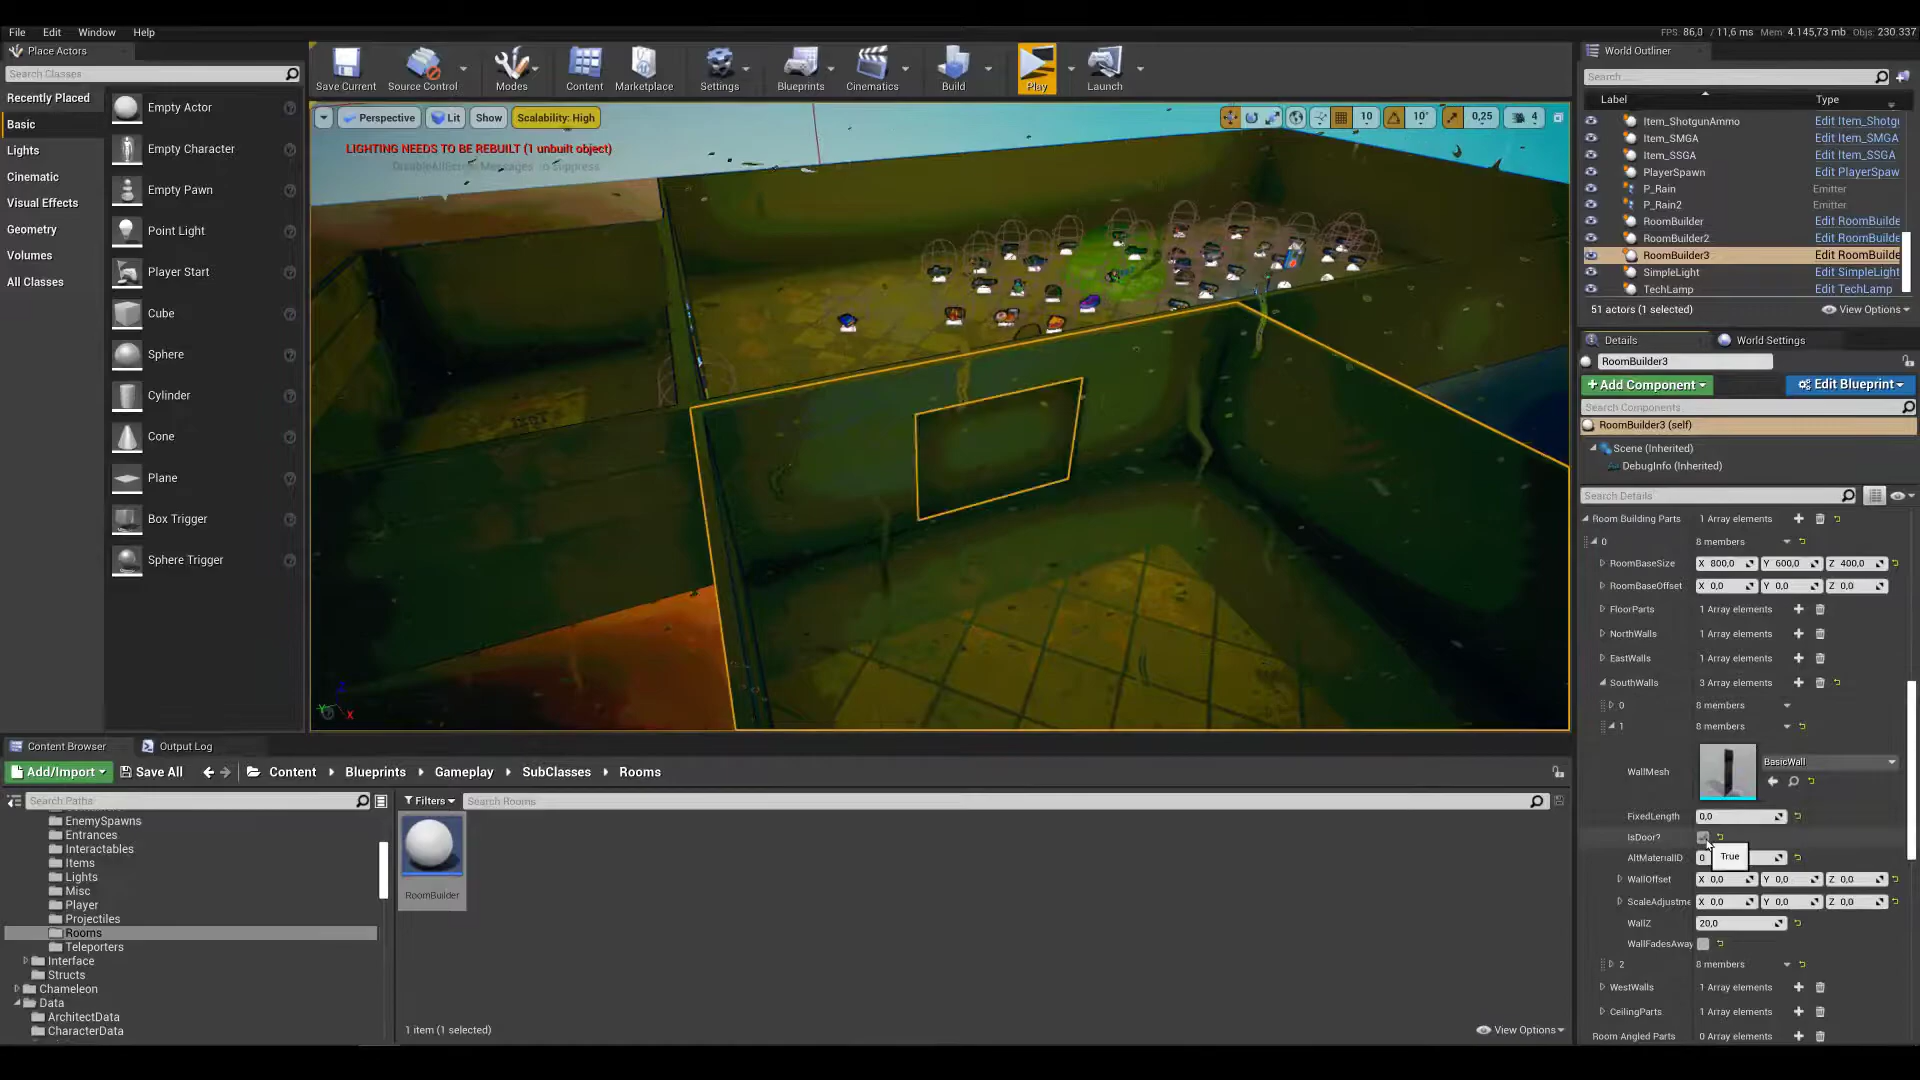 File Edit Window Help
FPS: 86,0 / 11,6 ms Mem: 4.145,73 mb Objs: 230.337
Place Actors
Search Classes
Recently Placed
Basic
Lights
Cinematic
Visual Effects
Geometry
Volumes
All Classes
Empty Actor
Empty Character
Empty Pawn
Point Light
Player Start
Cube
Sphere
Cylinder
Cone
Plane
Box Trigger
Sphere Trigger
Save Current
Source Control
Modes
Content
Marketplace
Settings
Blueprints
Cinematics
Build
Play
Launch
Perspective Lit Show Scalability: High
10 10° 0,25 4
LIGHTING NEEDS TO BE REBUILT (1 unbuilt object)
DisableAllScreenMessages to suppress
Z
Y
X
World Outliner
Search...
Label Type
Item_ShotgunAmmo Edit Item_Shotgu
Item_SMGA Edit Item_SMGA
Item_SSGA Edit Item_SSGA
PlayerSpawn Edit PlayerSpaw
P_Rain Emitter
P_Rain2 Emitter
RoomBuilder Edit RoomBuilde
RoomBuilder2 Edit RoomBuilde
RoomBuilder3 Edit RoomBuilde
SimpleLight Edit SimpleLight
TechLamp Edit TechLamp
51 actors (1 selected) View Options
Details World Settings
RoomBuilder3
+Add Component Edit Blueprint
Search Components
RoomBuilder3 (self)
Scene (Inherited)
DebugInfo (Inherited)
Search Details
Room Building Parts 1 Array elements
0 8 members
RoomBaseSize X 800,0 Y 600,0 Z 400,0
RoomBaseOffset X 0,0 Y 0,0 Z 0,0
FloorParts 1 Array elements
NorthWalls 1 Array elements
EastWalls 1 Array elements
SouthWalls 3 Array elements
0 8 members
1 8 members
WallMesh BasicWall
FixedLength 0,0
IsDoor?
True
AltMaterialID 0
WallOffset X 0,0 Y 0,0 Z 0,0
ScaleAdjustme X 0,0 Y 0,0 Z 0,0
WallZ 20,0
WallFadesAway
2 8 members
WestWalls 1 Array elements
CeilingParts 1 Array elements
Room Angled Parts 0 Array elements
Content Browser Output Log
Add/Import Save All Content Blueprints Gameplay SubClasses Rooms
Search Paths
Filters Search Rooms
EnemySpawns
Entrances
Interactables
Items
Lights
Misc
Player
Projectiles
Rooms
Teleporters
Interface
Structs
Chameleon
Data
ArchitectData
CharacterData
RoomBuilder
1 item (1 selected) View Options